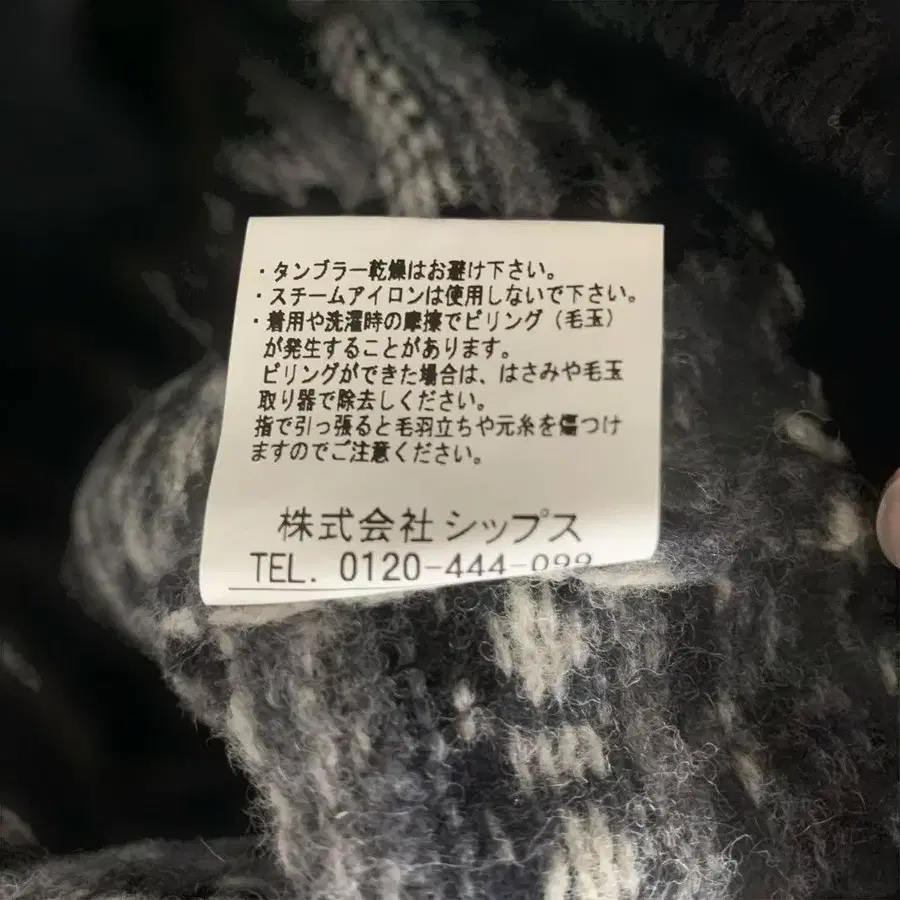 ・タンブラー乾燥はお避け下さい。
・スチームアイロンは使用しないで下さい。
・着用や洗濯時の摩擦でピリング（毛玉）
が発生することがあります。
ピリングができた場合は、はさみや毛玉
取り器で除去しください。
指で引っ張ると毛羽立ちや元糸を傷つけ
ますのでご注意ください。
株式会社 シップス
TEL. 0120-444-